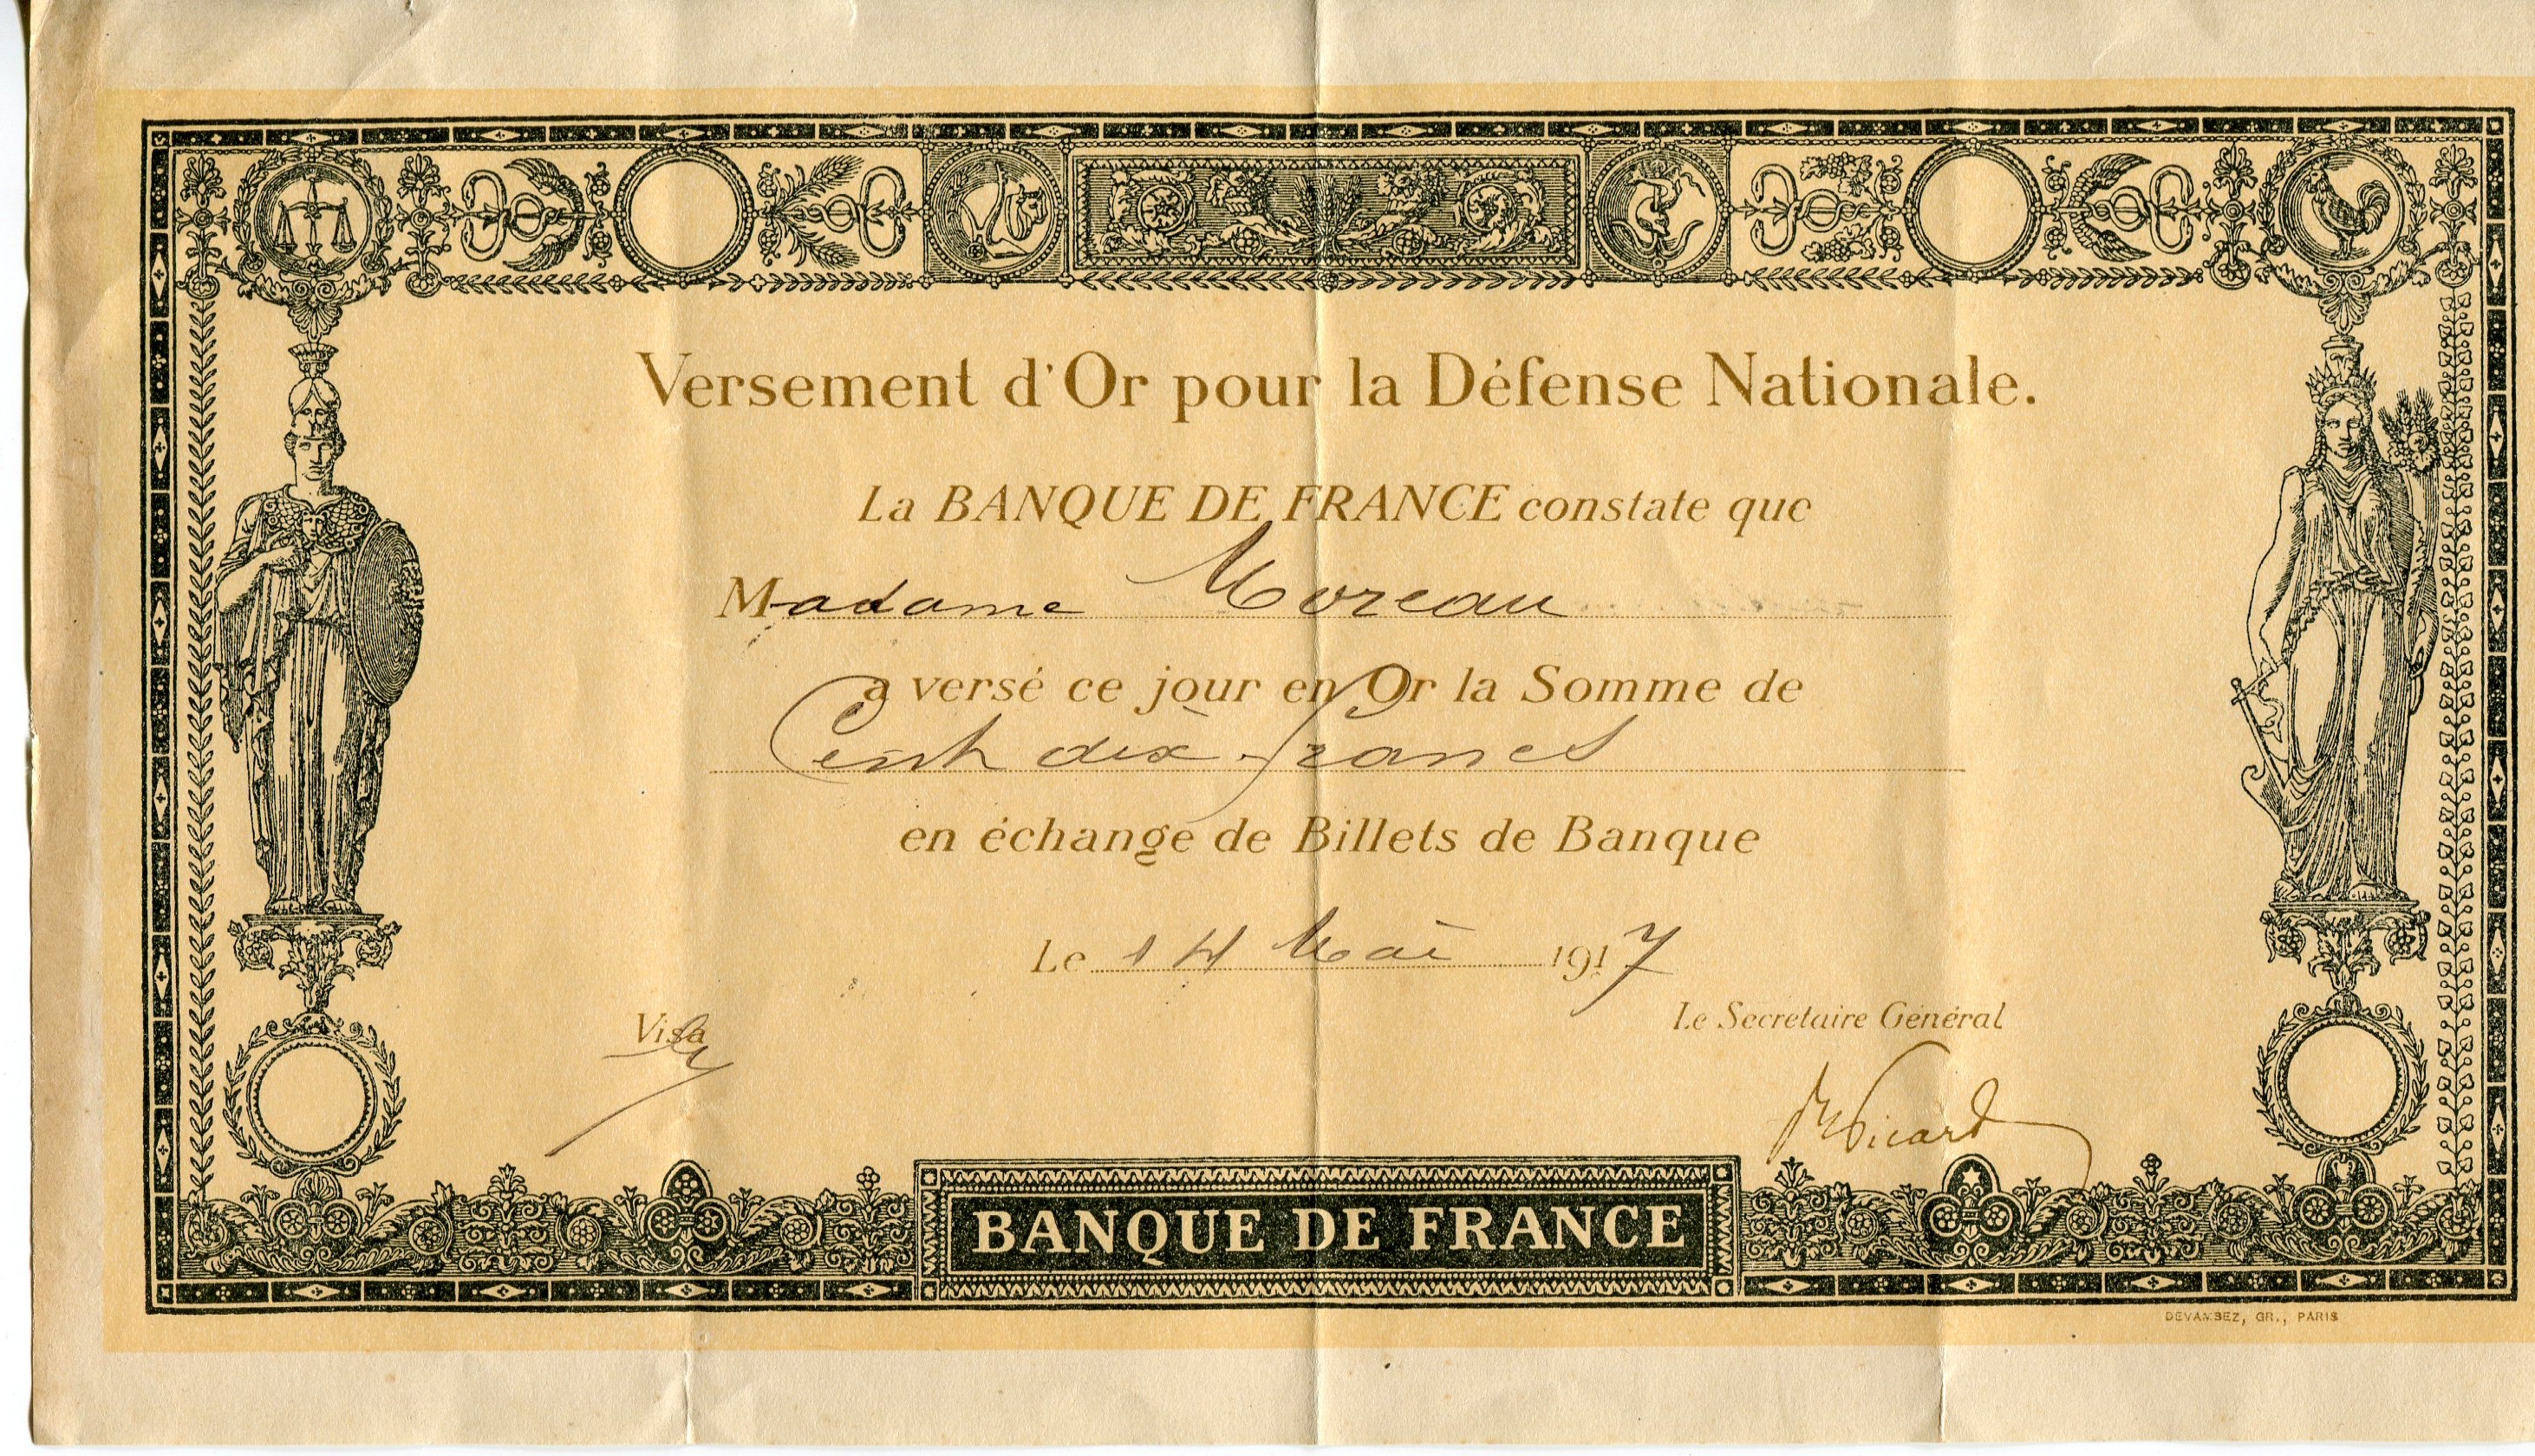 Versement d'Or pour la Défense Nationale.
La BANQUE DE FRANCE constate que
Madame Moreau
a versé ce jour en Or la Somme de
Cent dix francs
en échange de Billets de Banque
Le 14 Mai 1917
Visa
Le Secrétaire Général
Picard
BANQUE DE FRANCE
DEVAMBEZ, GR., PARIS